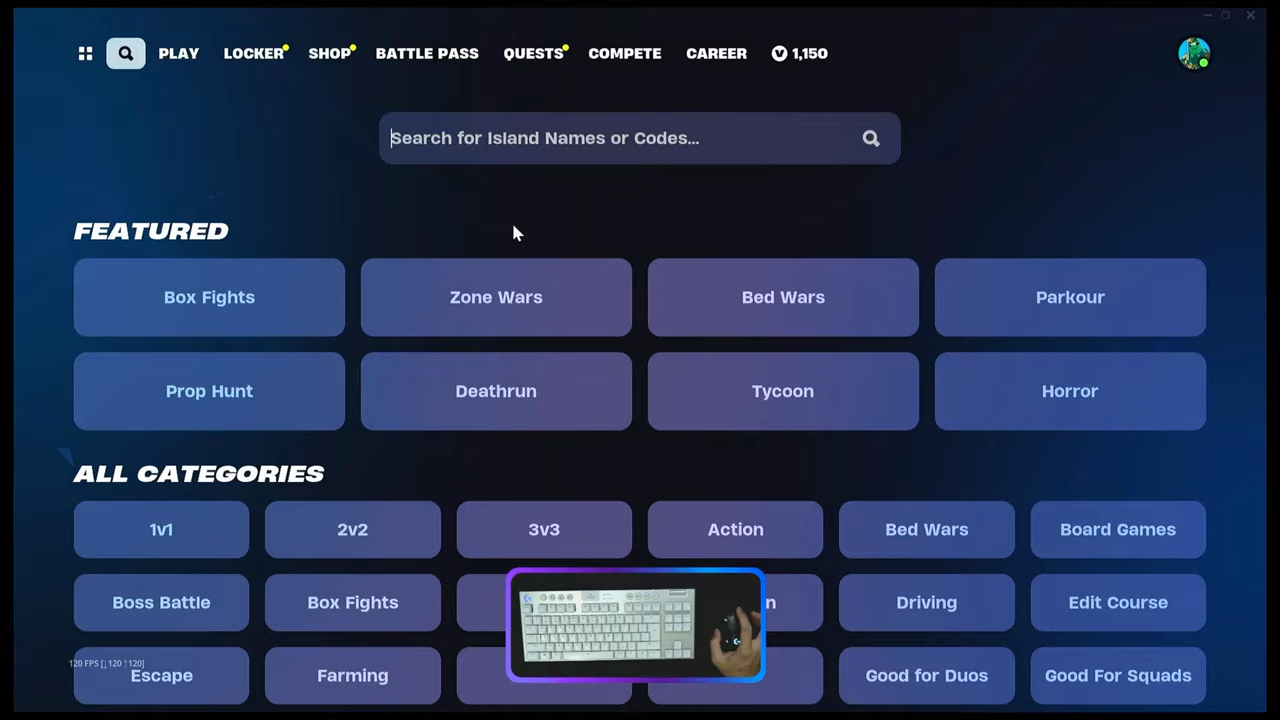 PLAY LOCKER SHOP BATTLE PASS QUESTS COMPETE CAREER 1,150
Search for Island Names or Codes...
FEATURED
Box Fights Zone Wars Bed Wars Parkour
Prop Hunt Deathrun Tycoon Horror
ALL CATEGORIES
1v1 2v2 3v3 Action Bed Wars Board Games
Boss Battle Box Fights Driving Edit Course
120 FPS [↓120 ↑120]
Escape Farming Good for Duos Good For Squads